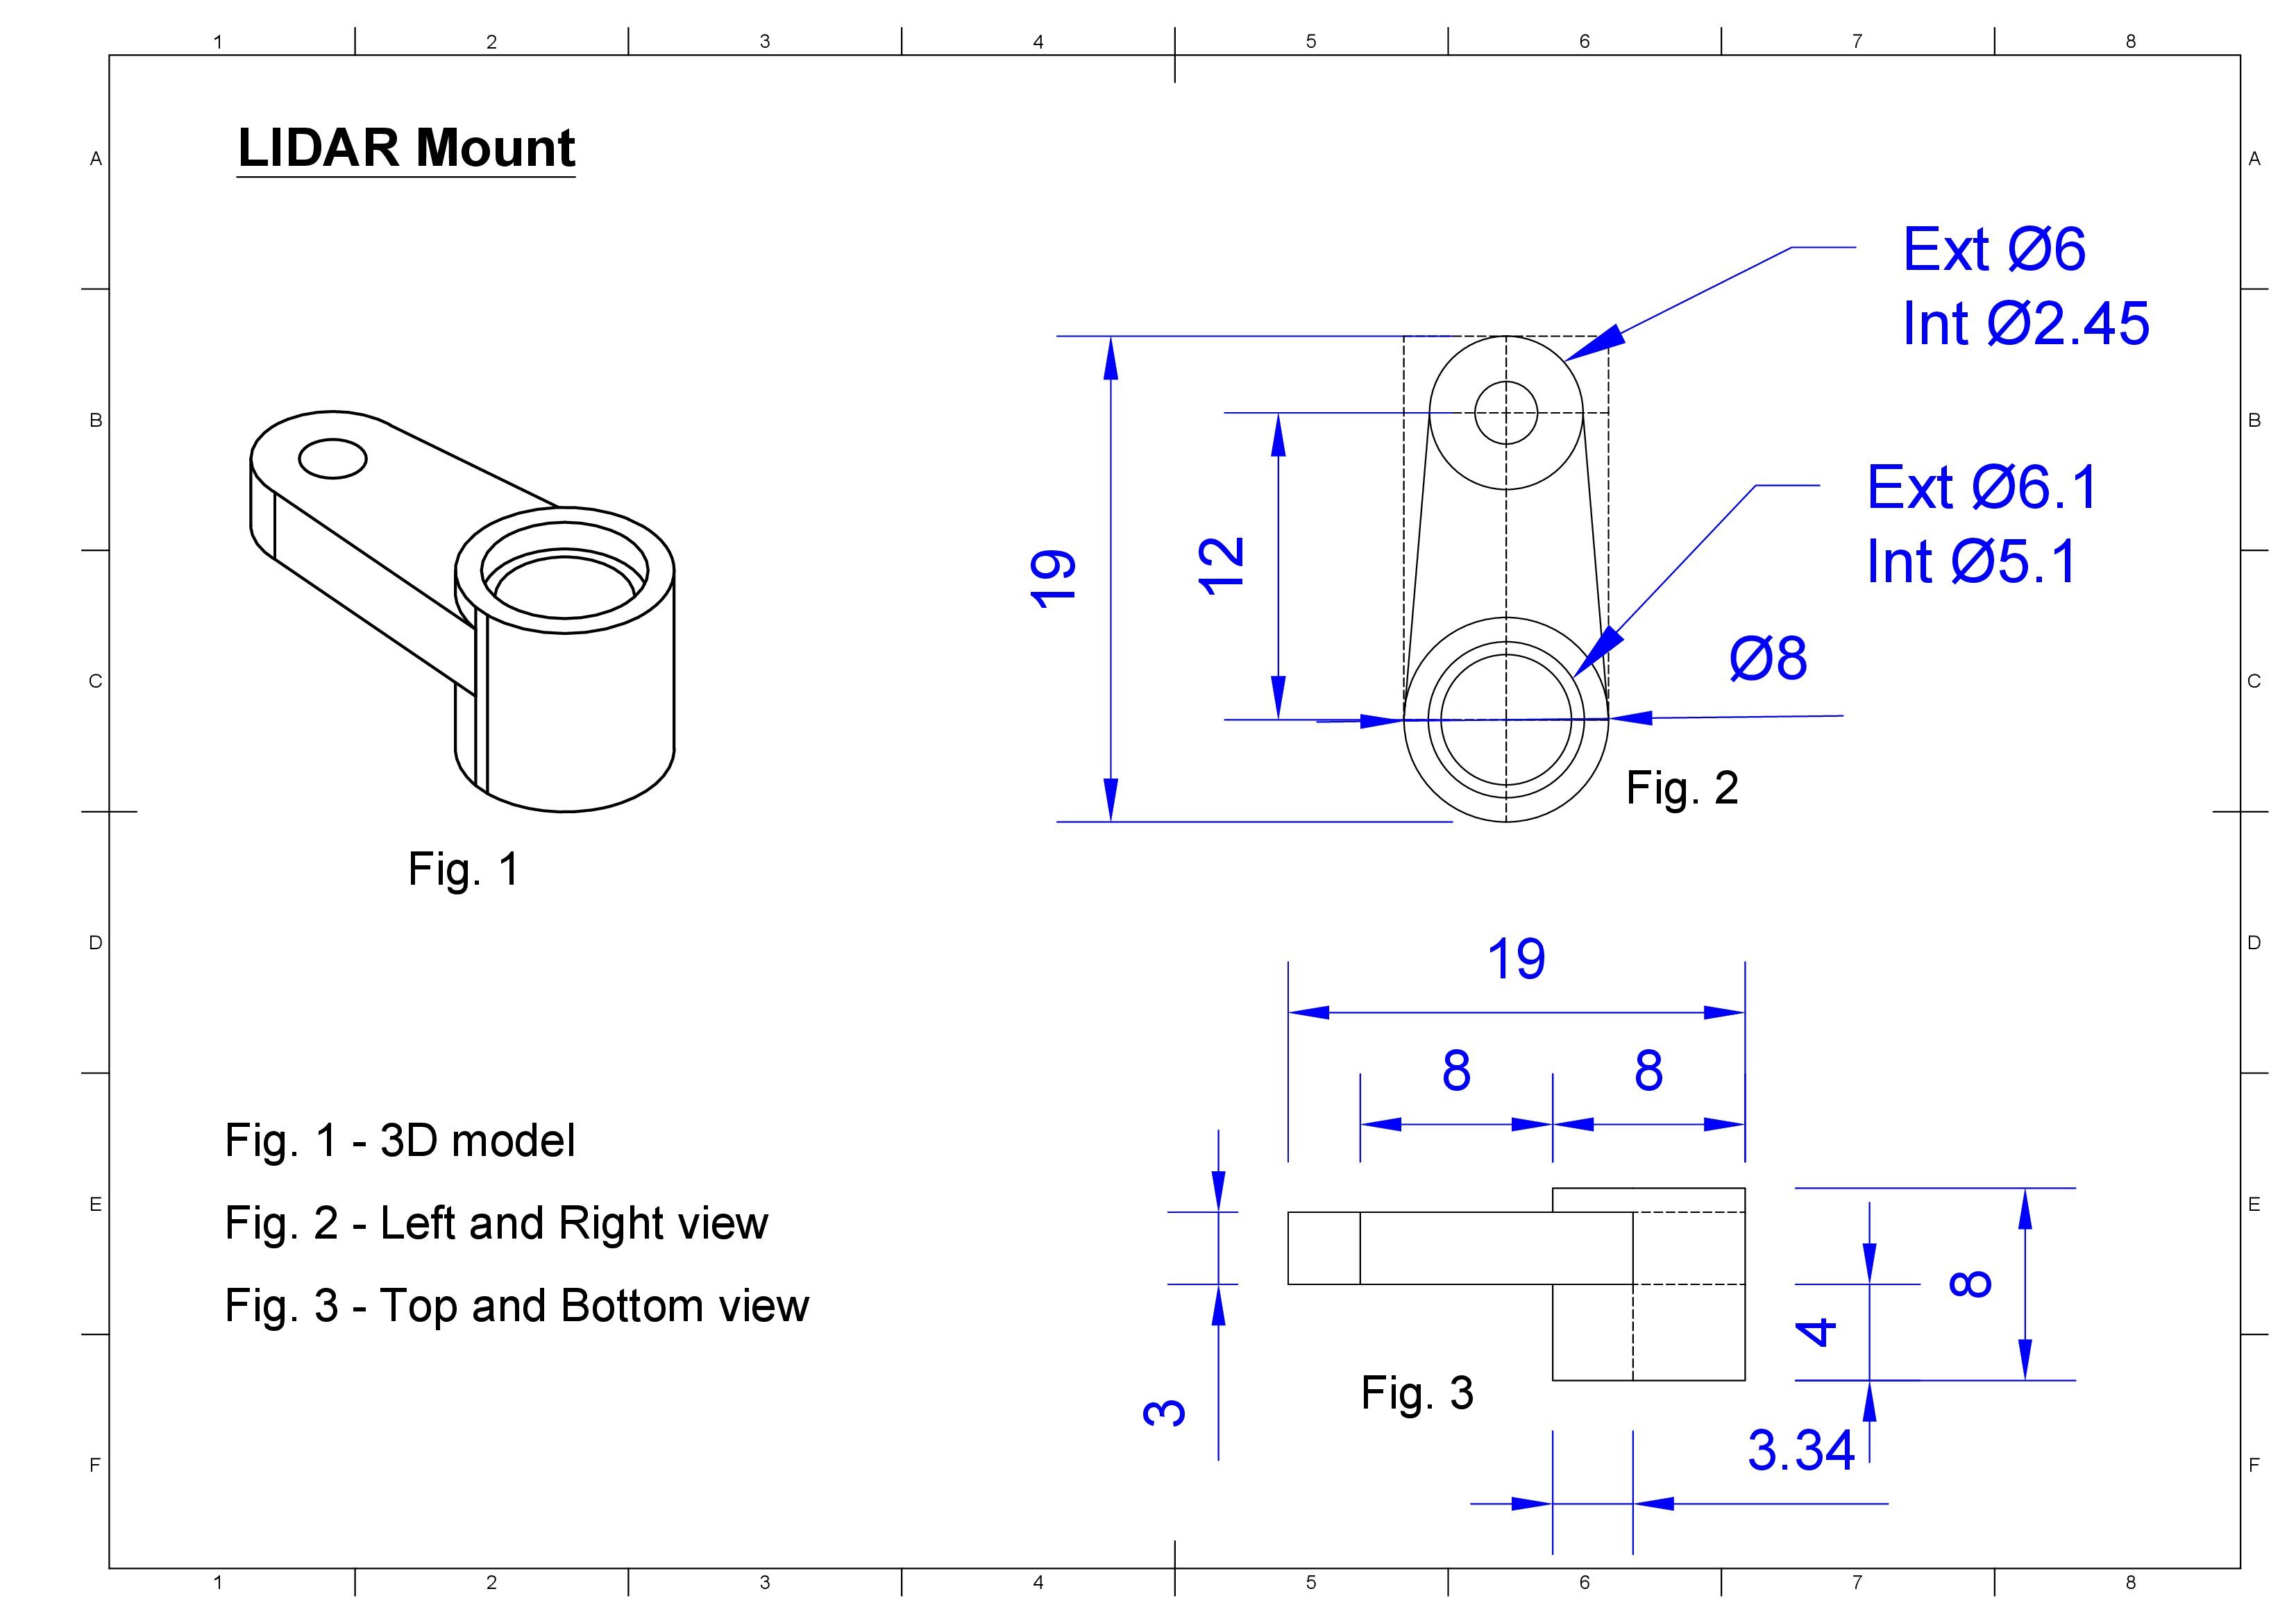 1 2 3 4 5 6 7 8
A A
LIDAR Mount
Ext Ø6
Int Ø2.45
B B
Ext Ø6.1
Int Ø5.1
19
12
Ø8
C C
Fig. 2
Fig. 1
D D
19
8 8
Fig. 1 - 3D model
E E
Fig. 2 - Left and Right view
8
Fig. 3 - Top and Bottom view
4
Fig. 3
3
3.34
F F
1 2 3 4 5 6 7 8